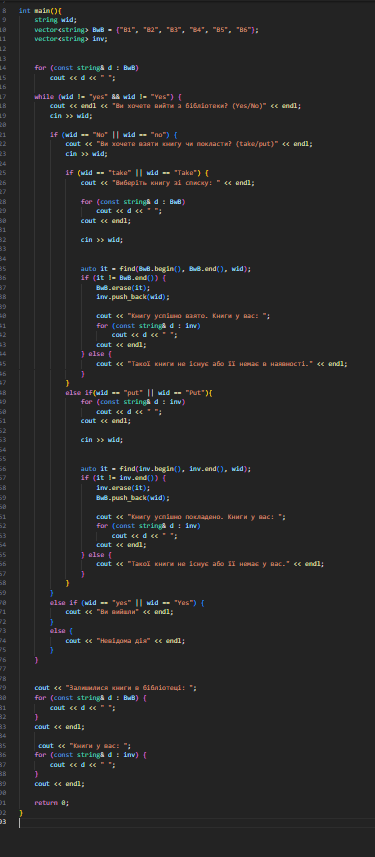 int main(){
string wid;
vector<string> BwB = {"B1", "B2", "B3", "B4", "B5", "B6"};
vector<string> inv;
for (const string& d : BwB)
cout << d << " ";
while (wid != "yes" && wid != "Yes") {
cout << endl << "Ви хочете вийти з бібліотеки? (Yes/No)" << endl;
cin >> wid;
if (wid == "No" || wid == "no") {
cout << "Ви хочете взяти книгу чи покласти? (take/put)" << endl;
cin >> wid;
if (wid == "take" || wid == "Take") {
cout << "Виберіть книгу зі списку: " << endl;
for (const string& d : BwB)
cout << d << " ";
cout << endl;
cin >> wid;
auto it = find(BwB.begin(), BwB.end(), wid);
if (it != BwB.end()) {
BwB.erase(it);
inv.push_back(wid);
cout << "Книгу успішно взято. Книги у вас: ";
for (const string& d : inv)
cout << d << " ";
cout << endl;
} else {
cout << "Такої книги не існує або її немає в наявності." << endl;
}
}
else if(wid == "put" || wid == "Put"){
for (const string& d : inv)
cout << d << " ";
cout << endl;
cin >> wid;
auto it = find(inv.begin(), inv.end(), wid);
if (it != inv.end()) {
inv.erase(it);
BwB.push_back(wid);
cout << "Книгу успішно покладено. Книги у вас: ";
for (const string& d : inv)
cout << d << " ";
cout << endl;
} else {
cout << "Такої книги не існує або її немає у вас." << endl;
}
}
}
else if (wid == "yes" || wid == "Yes") {
cout << "Ви вийшли" << endl;
}
else {
cout << "Невідома дія" << endl;
}
}
cout << "Залишилися книги в бібліотеці: ";
for (const string& d : BwB) {
cout << d << " ";
}
cout << endl;
cout << "Книги у вас: ";
for (const string& d : inv) {
cout << d << " ";
}
cout << endl;
return 0;
}